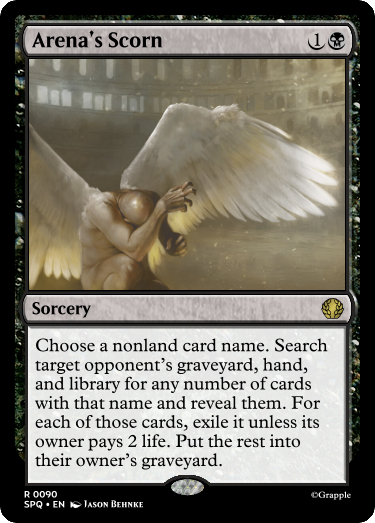 Arena's Scorn 1
Sorcery
Choose a nonland card name. Search
target opponent's graveyard, hand,
and library for any number of cards
with that name and reveal them. For
each of those cards, exile it unless its
owner pays 2 life. Put the rest into
their owner's graveyard.
R 0090
SPQ • EN JASON BEHNKE
©Grapple